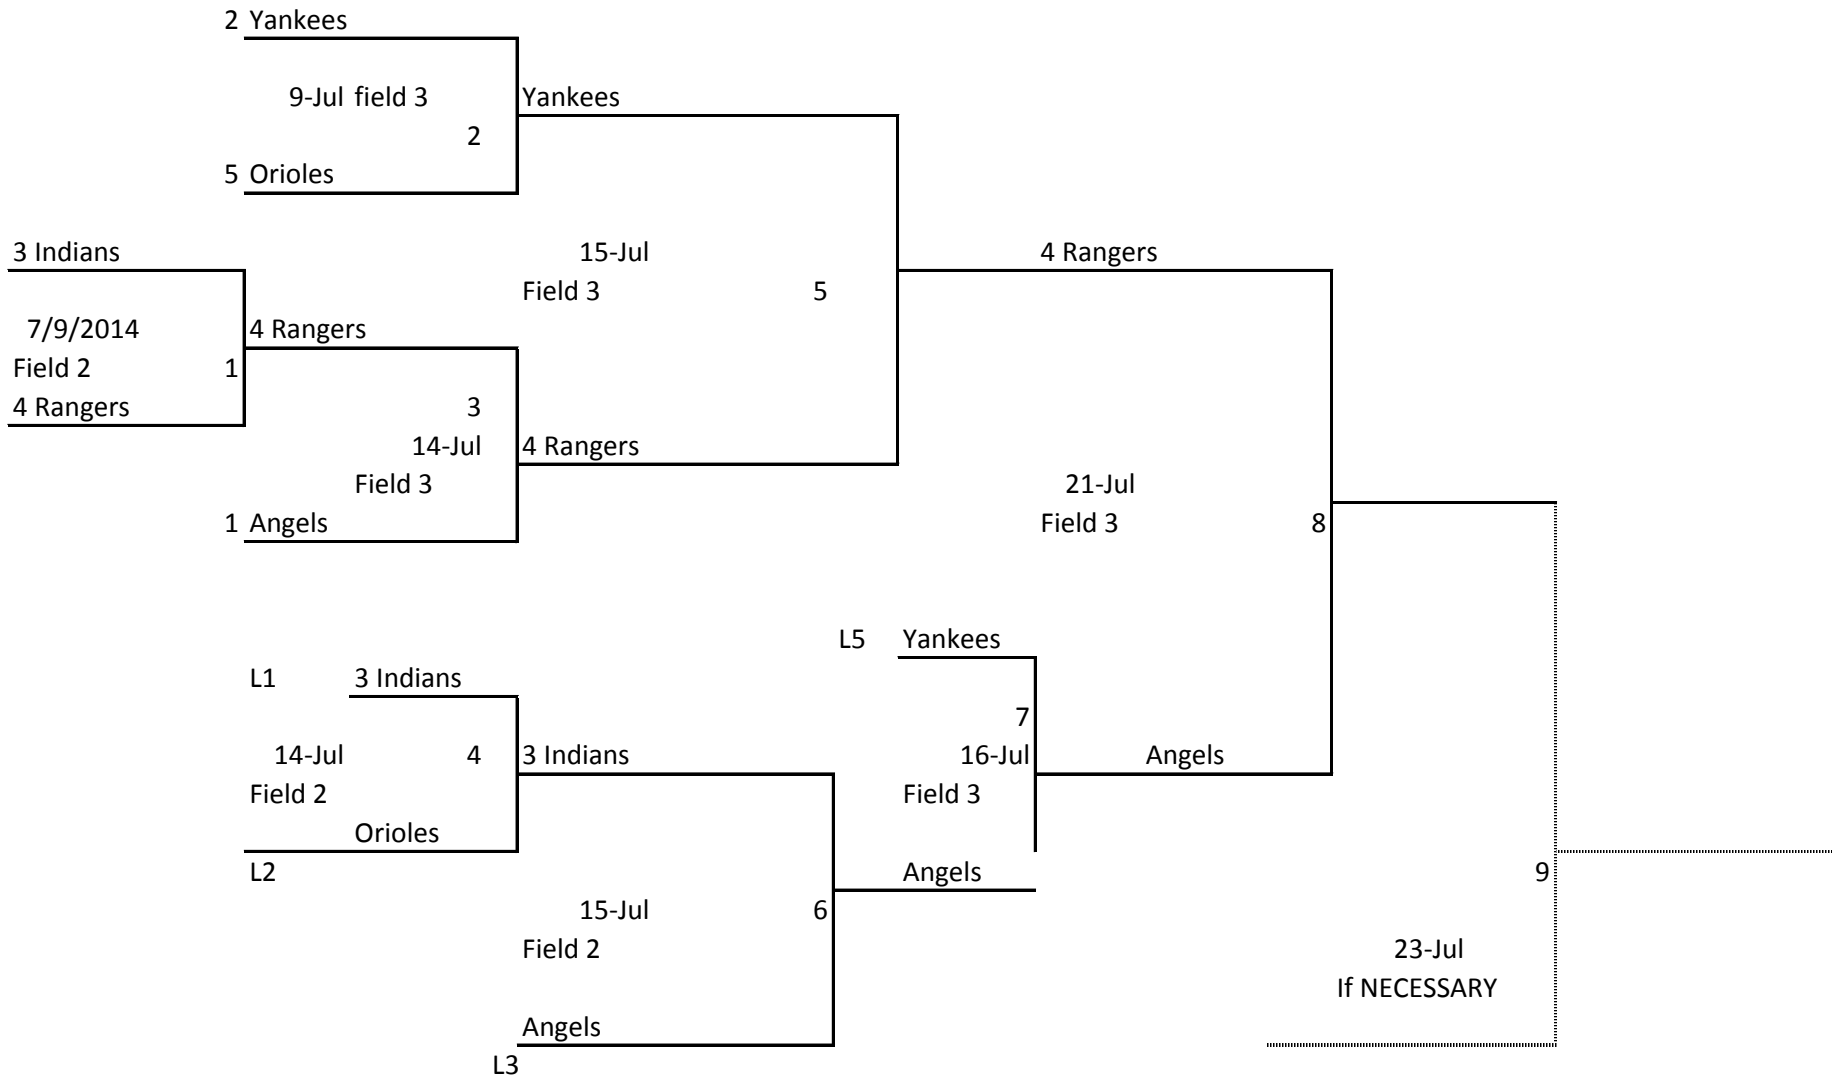 2 Yankees
9-Jul field 3
Yankees
2
5 Orioles
3 Indians
15-Jul
4 Rangers
Field 3
5
7/9/2014
4 Rangers
Field 2
1
4 Rangers
3
14-Jul
4 Rangers
Field 3
21-Jul
1 Angels
Field 3
8
L5 Yankees
L1 3 Indians
7
14-Jul
4
3 Indians
16-Jul
Angels
Field 2
Field 3
Orioles
L2
Angels
9
15-Jul
6
Field 2
23-Jul
If NECESSARY
Angels
L3